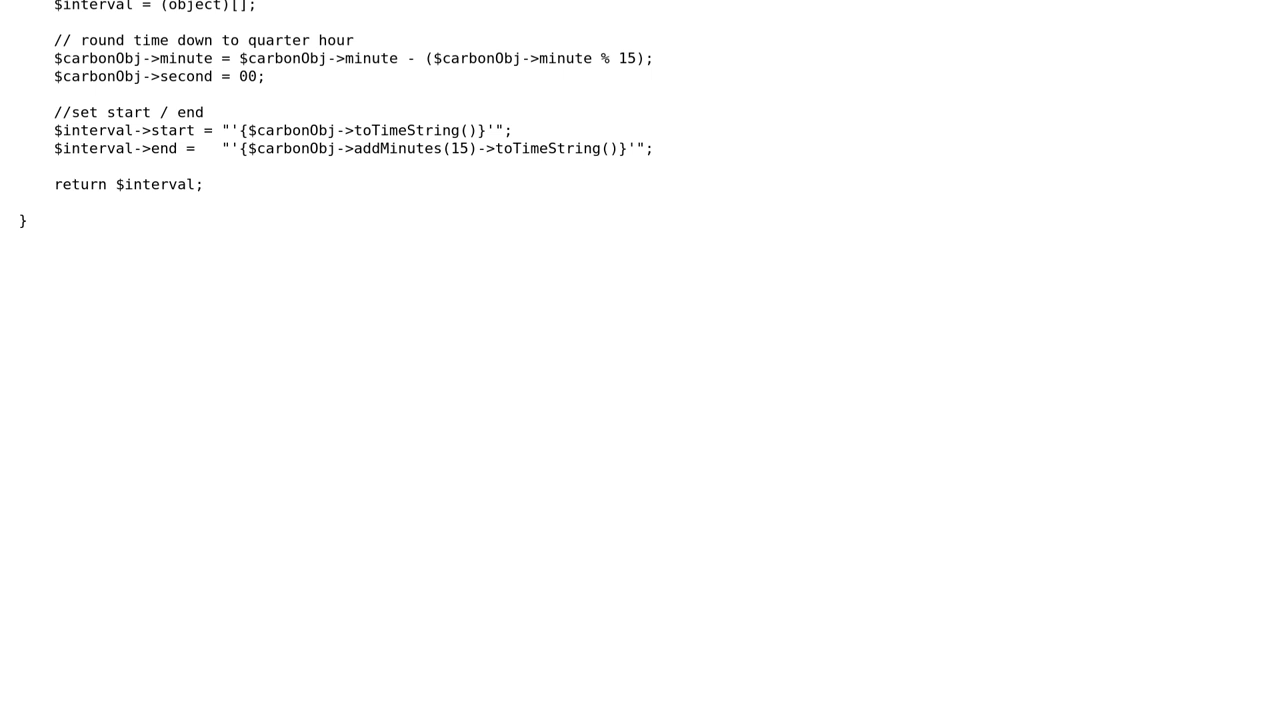 $interval = (object)[];
// round time down to quarter hour
$carbonObj->minute = $carbonObj->minute - ($carbonObj->minute % 15);
$carbonObj->second = 00;
//set start / end
$interval->start = "'{$carbonObj->toTimeString()}'";
$interval->end =   "'{$carbonObj->addMinutes(15)->toTimeString()}'";
return $interval;
}